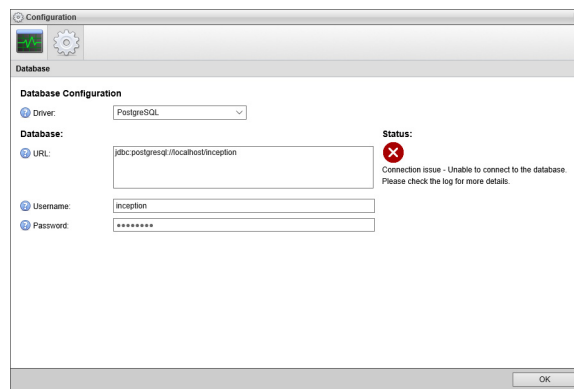 Configuration
Database
Database Configuration
Driver:
PostgreSQL
Database:
Status:
URL:
jdbc:postgresql://localhost/inception
Connection issue - Unable to connect to the database.
Please check the log for more details.
Username:
inception
Password:
●●●●●●●●
OK